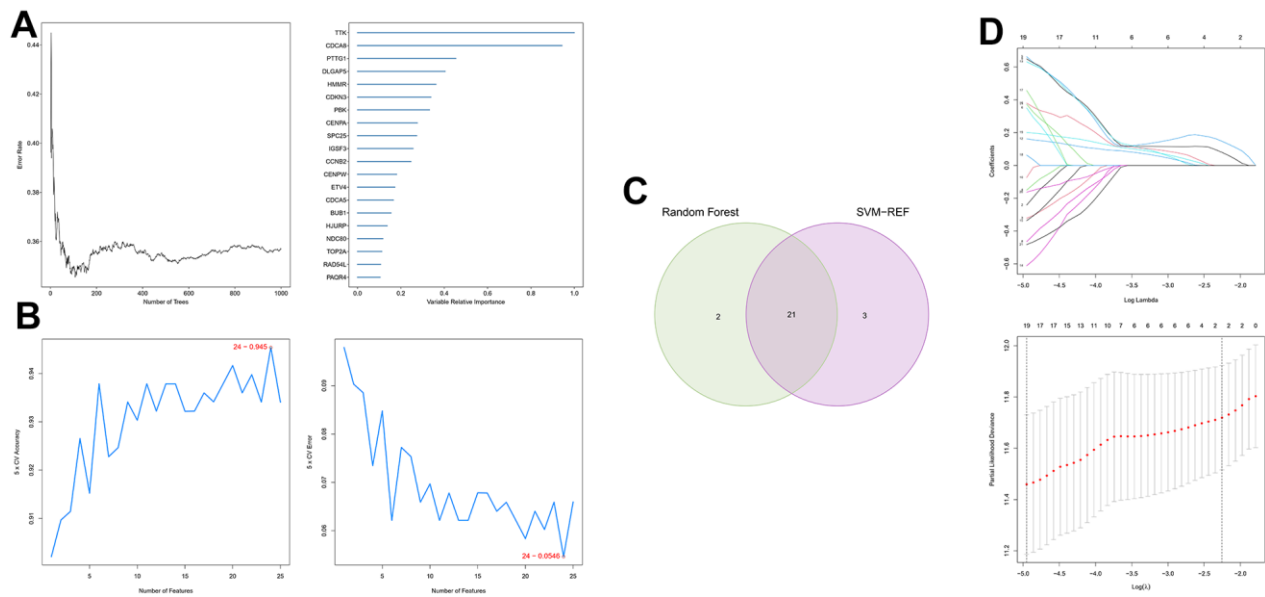 A
0.44
0.42
0.40
0.38
0.36
Error Rate
0
200
400
600
800
1000
Number of Trees
TTK
CDCA8
PTTG1
DLGAP5
HMMR
CDKN3
PBK
CENPA
SPC25
IGSF3
CCNB2
CENPW
ETV4
CDCA5
BUB1
HJURP
NDC80
TOP2A
RAD54L
PAQR4
0.0
0.2
0.4
0.6
0.8
1.0
Variable Relative Importance
B
24 - 0.945
0.94
0.93
0.92
0.91
5 x CV Accuracy
5
10
15
20
25
Number of Features
0.09
0.08
0.07
0.06
5 x CV Error
24 - 0.0546
5
10
15
20
25
Number of Features
C
Random Forest
SVM-REF
2
21
3
D
19 17 11 6 6 4 2
0.6
0.4
0.2
0.0
-0.2
-0.4
-0.6
Coefficients
-5.0 -4.5 -4.0 -3.5 -3.0 -2.5 -2.0
Log Lambda
19 17 17 15 13 11 10 7 6 6 6 6 5 4 2 2 2 0
12.0
11.8
11.6
11.4
11.2
Partial Likelihood Deviance
-5.0 -4.5 -4.0 -3.5 -3.0 -2.5 -2.0
Log(λ)